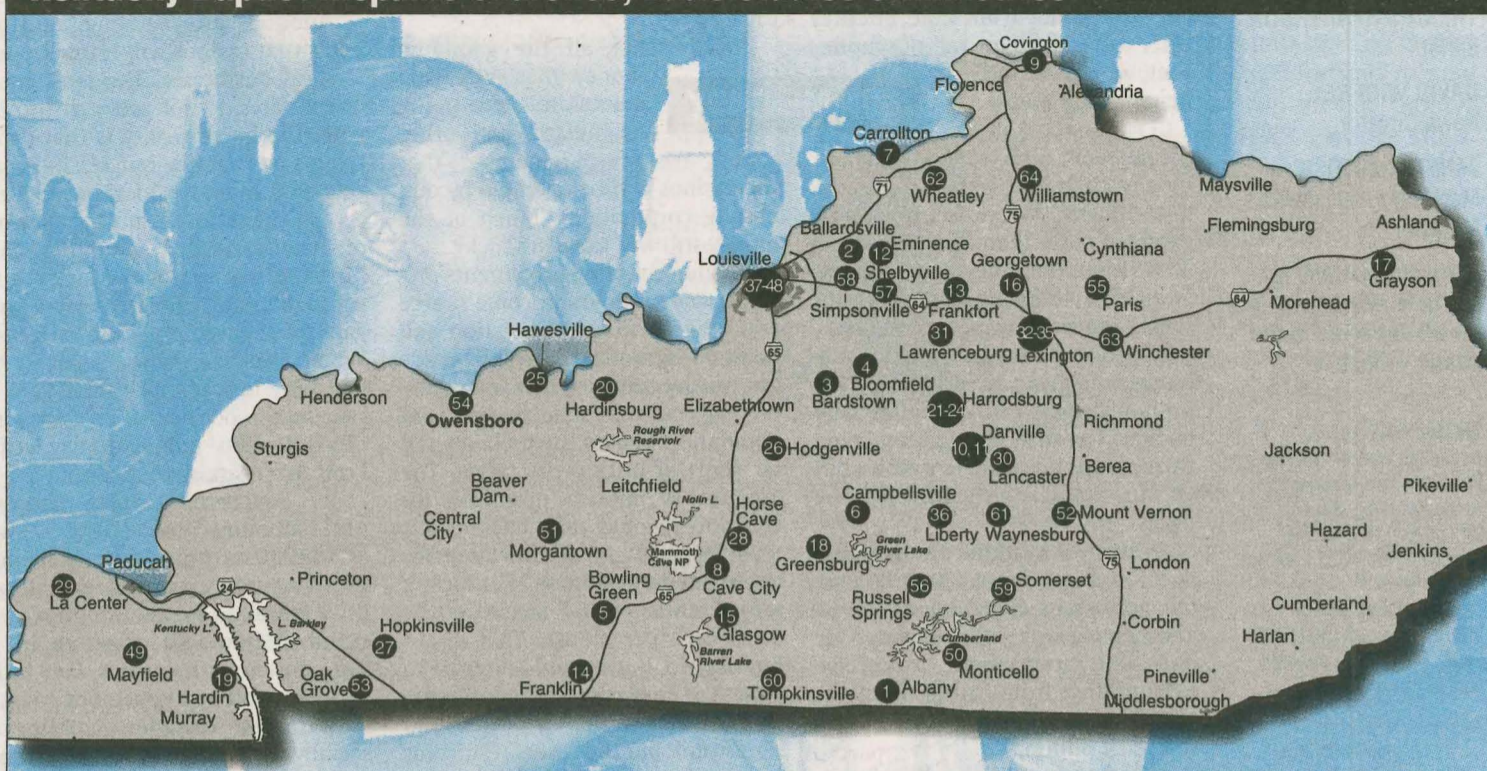 Covington
9
Florence
Alexandria
Carrollton
7
71
62
Wheatley
64
Williamstown
75
Maysville
Flemingsburg
Ashland
Ballardsville
2
12
Eminence
Cynthiana
Louisville
37-48
58
Shelbyville
57
Georgetown
13
16
55
Paris
17
Grayson
Simpsonville
64
Frankfort
64
Morehead
Hawesville
65
31
Lawrenceburg
32-35
Lexington
63
Winchester
25
20
Hardinsburg
4
Bloomfield
3
Bardstown
Henderson
54
Owensboro
Elizabethtown
21-24
Harrodsburg
Richmond
Sturgis
Rough River
Reservoir
26
Hodgenville
Danville
10, 11
30
Lancaster
Berea
Jackson
Beaver
Dam
Leitchfield
Pikeville
Central
City
Nolin L.
Horse
Cave
Campbellsville
6
36
Liberty
61
Waynesburg
52
Mount Vernon
51
Morgantown
28
Green
River Lake
Hazard
Mammoth
Cave NP
18
Greensburg
Jenkins
Paducah
29
La Center
24
Princeton
Bowling
Green
5
65
8
Cave City
56
Russell
Springs
59
Somerset
75
London
Kentucky L.
L. Barkley
Hopkinsville
27
15
Glasgow
L. Cumberland
Corbin
Cumberland
Harlan
49
Mayfield
19
Hardin
Oak
Grove
53
Barren
River Lake
50
Monticello
Pineville
Murray
14
Franklin
60
Tompkinsville
1
Albany
Middlesborough